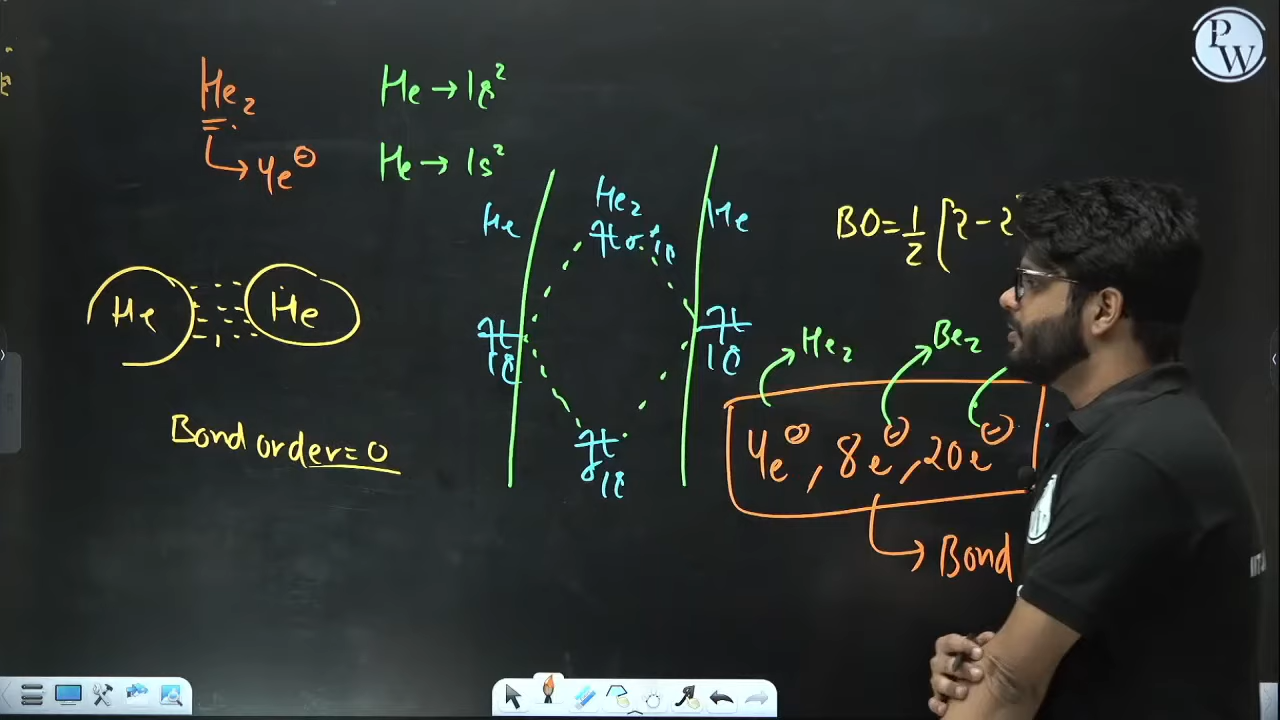 PW
He₂
4e⊖
He → 1s²
He → 1s²
He
He₂
He
σ*1s
1s
1s
σ1s
He
He
Bond order = 0
BO = 1/2 [2 - 2
He₂
Be₂
4e⊖, 8e⊖, 20e⊖
Bond